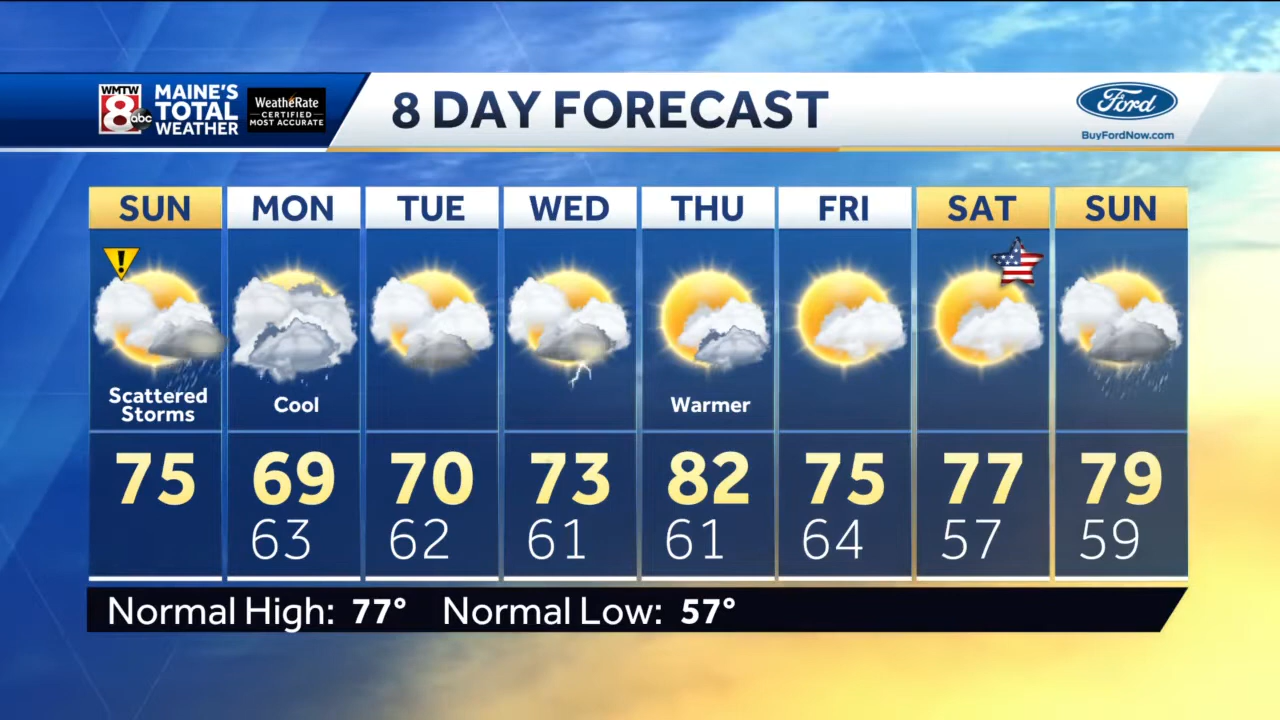 WMTW
8
abc
MAINE'S
TOTAL
WEATHER
WeatheRate
CERTIFIED
MOST ACCURATE
8 DAY FORECAST
Ford
BuyFordNow.com
SUN MON TUE WED THU FRI SAT SUN
!
Scattered
Storms
Cool
Warmer
75 69 70 73 82 75 77 79
63 62 61 61 64 57 59
Normal High: 77° Normal Low: 57°